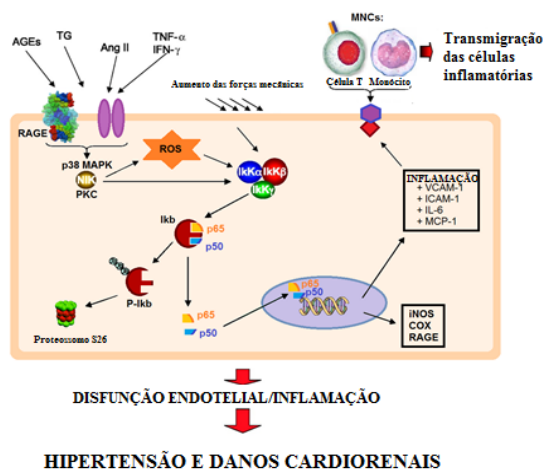 AGEs
TG
Ang II
TNF-α
IFN-γ
MNCs:
Transmigração
das células
inflamatórias
Célula T Monócito
Aumento das forças mecânicas
RAGE
p38 MAPK
NIK
PKC
ROS
IkKα
IkKβ
IkKγ
Ikb
p65
p50
P-Ikb
Proteossomo S26
p65
p50
p65
p50
INFLAMAÇÃO
+ VCAM-1
+ ICAM-1
+ IL-6
+ MCP-1
iNOS
COX
RAGE
DISFUNÇÃO ENDOTELIAL/INFLAMAÇÃO
HIPERTENSÃO E DANOS CARDIORENAIS